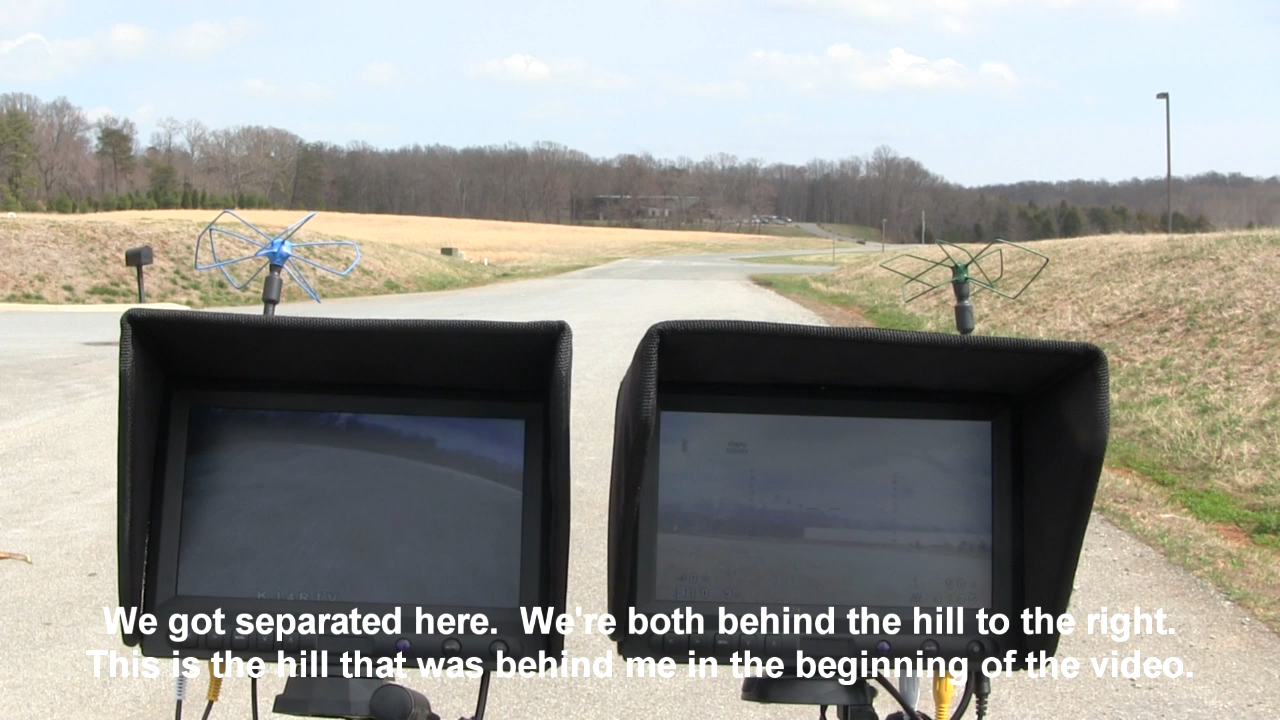 We got separated here.  We're both behind the hill to the right.
This is the hill that was behind me in the beginning of the video.